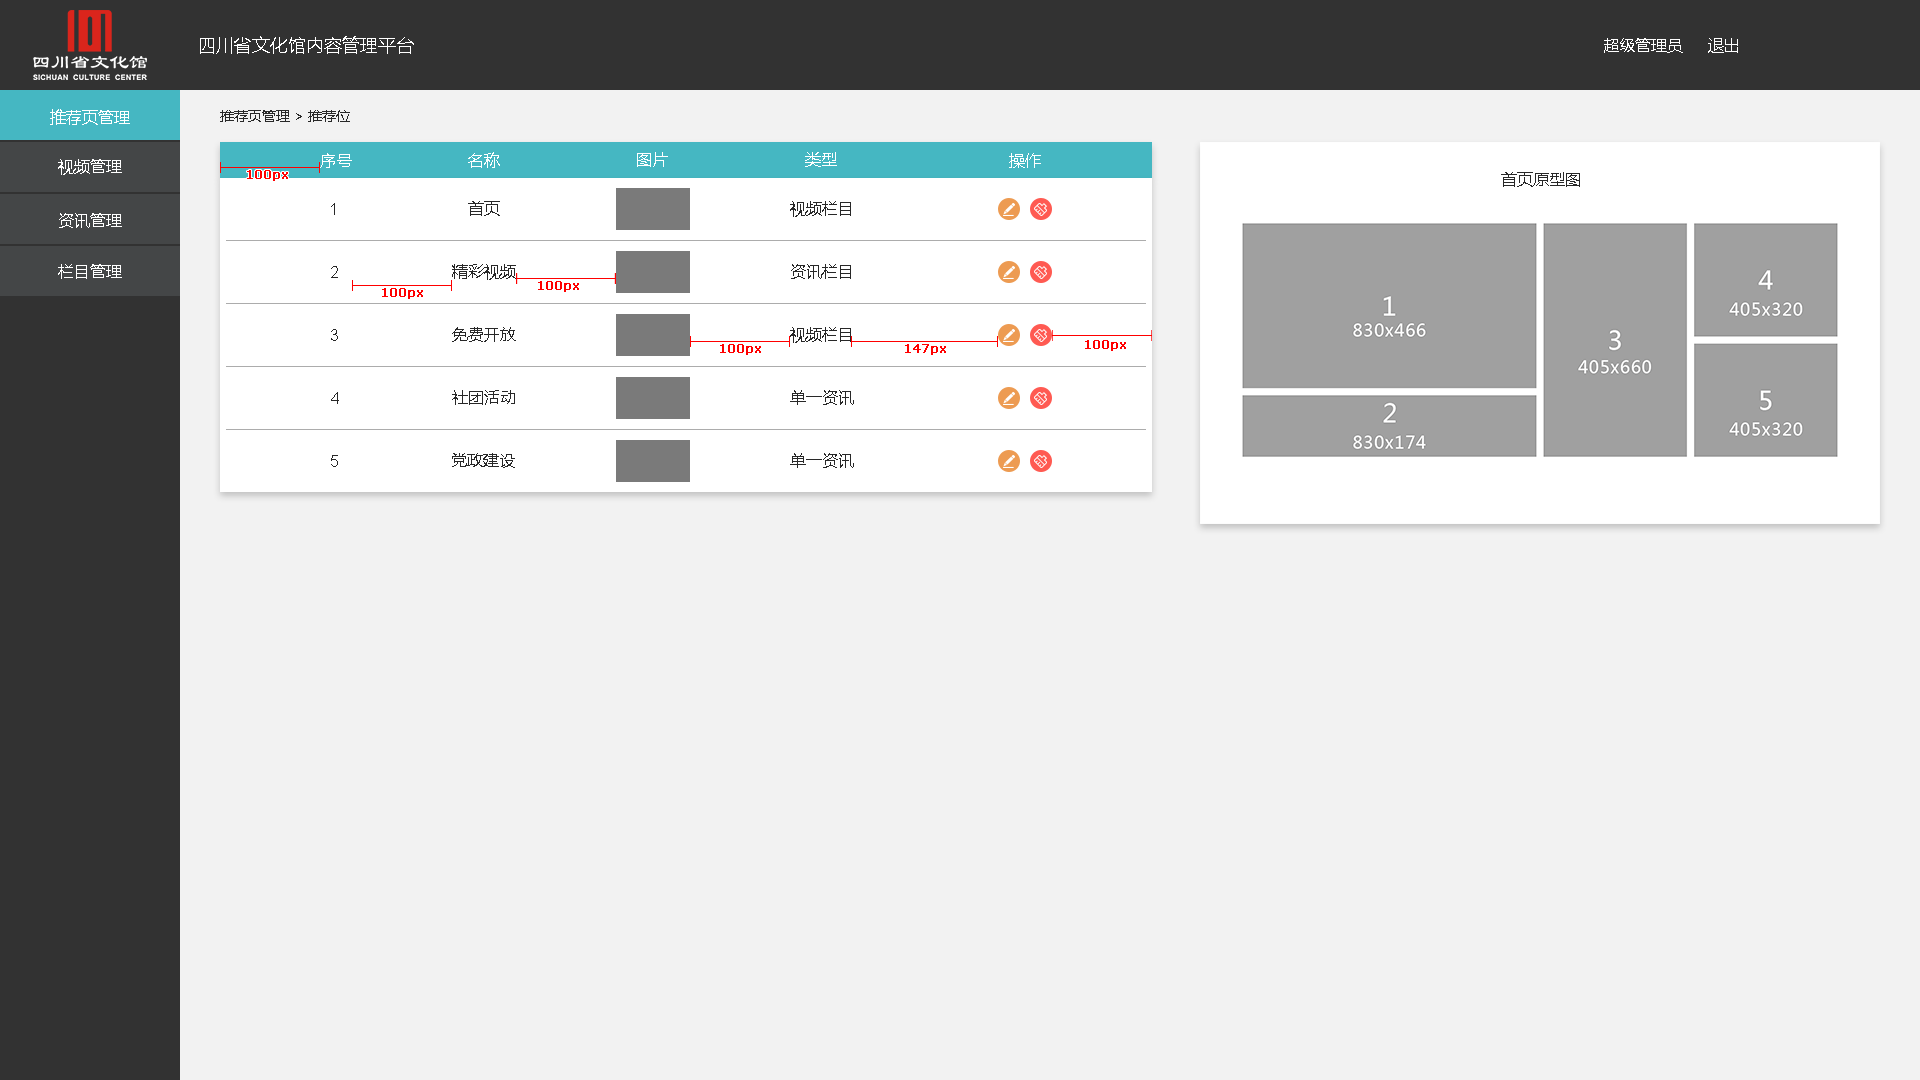 四川省文化馆
SICHUAN CULTURE CENTER
四川省文化馆内容管理平台
超级管理员 退出
推荐页管理
视频管理
资讯管理
栏目管理
推荐页管理 > 推荐位
序号 名称 图片 类型 操作
100px
1 首页 视频栏目
2 精彩视频 资讯栏目
100px 100px
3 免费开放 视频栏目
100px 147px 100px
4 社团活动 单一资讯
5 党政建设 单一资讯
首页原型图
1
830x466
2
830x174
3
405x660
4
405x320
5
405x320